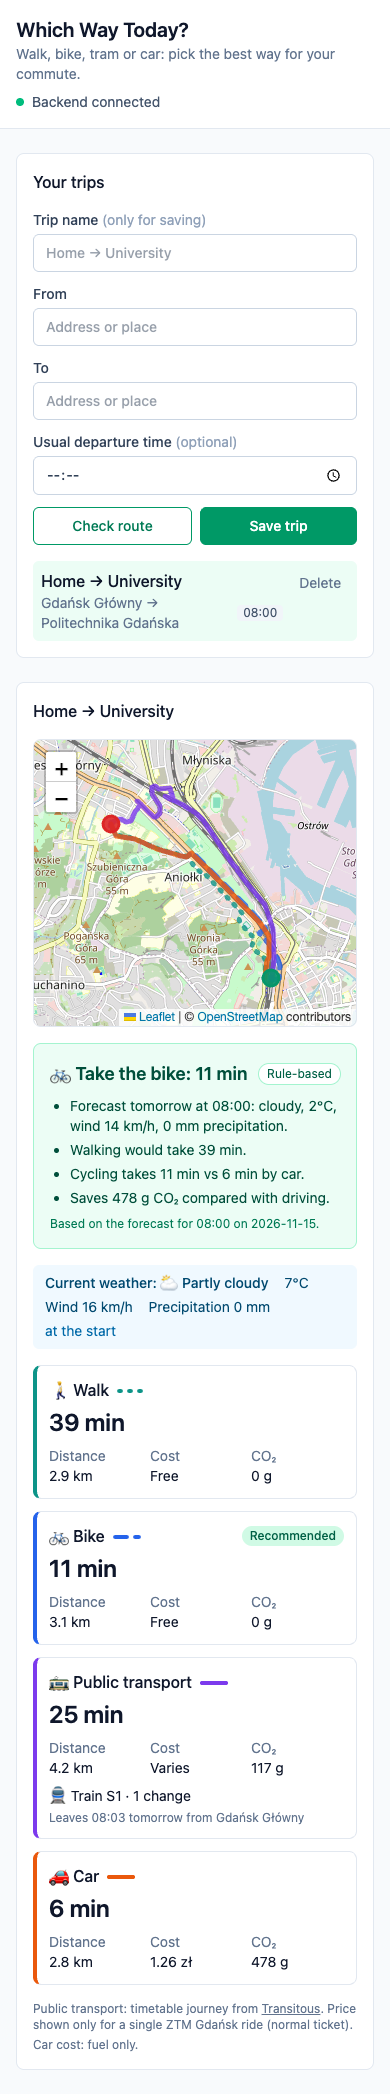 Which Way Today?
Walk, bike, tram or car: pick the best way for your
commute.
Backend connected
Your trips
Trip name (only for saving)
Home → University
From
Address or place
To
Address or place
Usual departure time (optional)
--:--
Check route
Save trip
Home → University
Delete
Gdańsk Główny →
Politechnika Gdańska
08:00
Home → University
+
−
Młyniska
Ostrów
Szubieniczna
Góra
55 m
Aniołki
Pogańska
Góra
65 m
Wronia
Górka
55 m
uchanino
Leaflet | © OpenStreetMap contributors
Take the bike: 11 min
Rule-based
• Forecast tomorrow at 08:00: cloudy, 2°C,
wind 14 km/h, 0 mm precipitation.
• Walking would take 39 min.
• Cycling takes 11 min vs 6 min by car.
• Saves 478 g CO₂ compared with driving.
Based on the forecast for 08:00 on 2026-11-15.
Current weather: Partly cloudy 7°C
Wind 16 km/h Precipitation 0 mm
at the start
Walk
39 min
Distance Cost CO₂
2.9 km Free 0 g
Bike
Recommended
11 min
Distance Cost CO₂
3.1 km Free 0 g
Public transport
25 min
Distance Cost CO₂
4.2 km Varies 117 g
Train S1 · 1 change
Leaves 08:03 tomorrow from Gdańsk Główny
Car
6 min
Distance Cost CO₂
2.8 km 1.26 zł 478 g
Public transport: timetable journey from Transitous. Price
shown only for a single ZTM Gdańsk ride (normal ticket).
Car cost: fuel only.